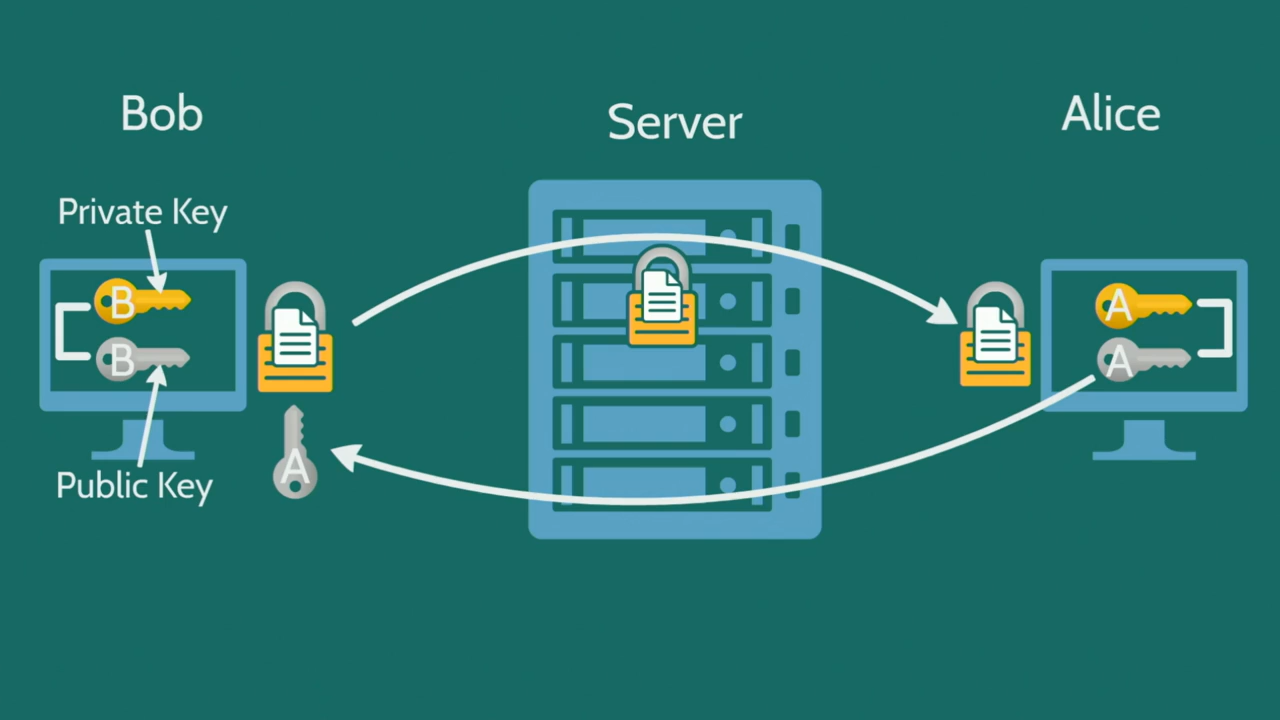 Bob
Server
Alice
Private Key
B
A
B
A
Public Key
A